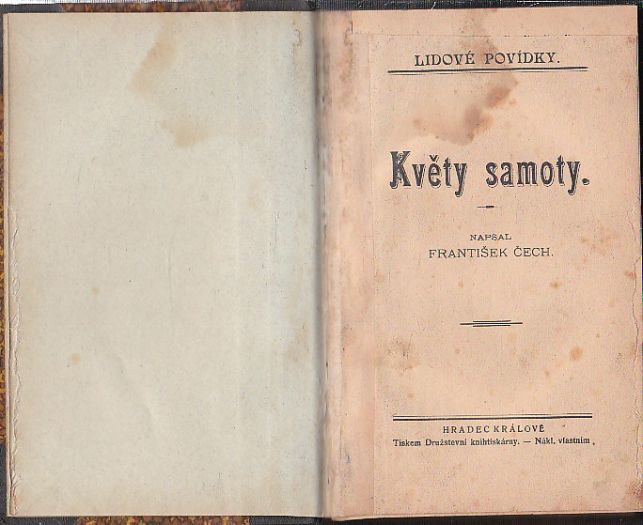 LIDOVÉ POVÍDKY.
Květy samoty.
NAPSAL
FRANTIŠEK ČECH.
HRADEC KRÁLOVÉ
Tiskem Družstevní knihtiskárny. — Nákl. vlastním.